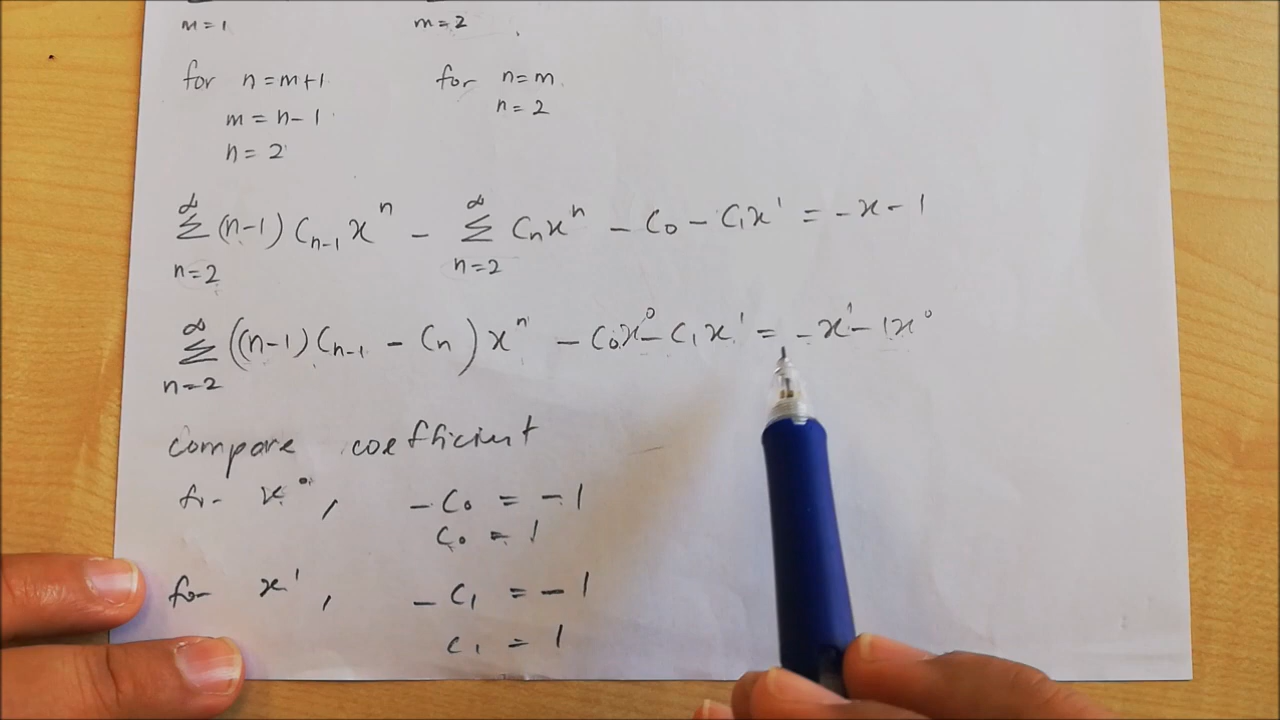 m=1 m=2
for n=m+1 for n=m
m=n-1 n=2
n=2
∞ ∑ n=2 (n-1) Cₙ₋₁ xⁿ - ∞ ∑ n=2 Cₙxⁿ - C₀ - C₁x¹ = -x-1
∞ ∑ n=2 ((n-1)Cₙ₋₁ - Cₙ) xⁿ - C₀x⁰ - C₁x¹ = -x¹-1x⁰
compare coefficient
for x⁰, -C₀ = -1
C₀ = 1
for x¹, -C₁ = -1
C₁ = 1